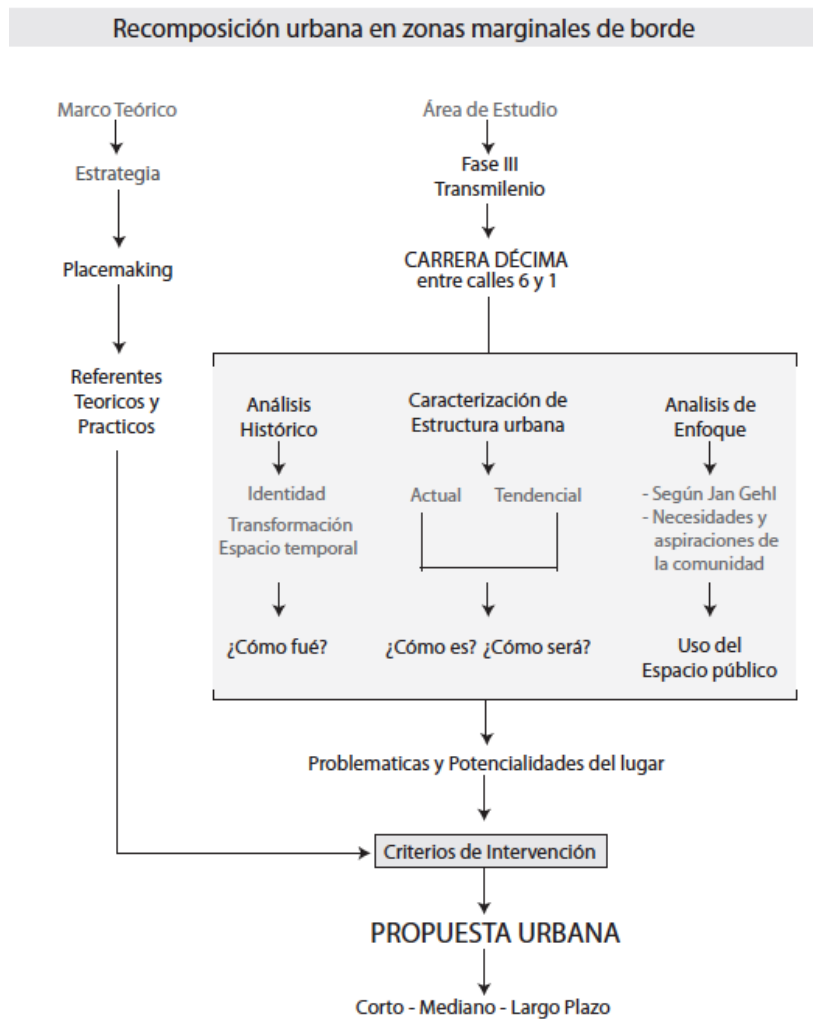 Recomposición urbana en zonas marginales de borde
Marco Teórico
Estrategia
Placemaking
Referentes
Teoricos y
Practicos
Área de Estudio
Fase III
Transmilenio
CARRERA DÉCIMA
entre calles 6 y 1
Análisis
Histórico
Identidad
Transformación
Espacio temporal
¿Cómo fué?
Caracterización de
Estructura urbana
Actual
Tendencial
¿Cómo es? ¿Cómo será?
Analisis de
Enfoque
- Según Jan Gehl
- Necesidades y
aspiraciones de
la comunidad
Uso del
Espacio público
Problematicas y Potencialidades del lugar
Criterios de Intervención
PROPUESTA URBANA
Corto - Mediano - Largo Plazo